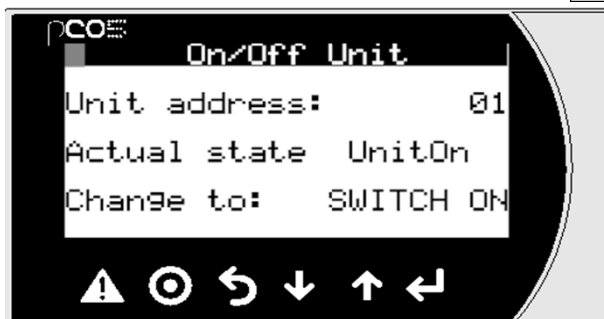 pCO5
On/Off Unit
Unit address: 01
Actual state UnitOn
Change to: SWITCH ON